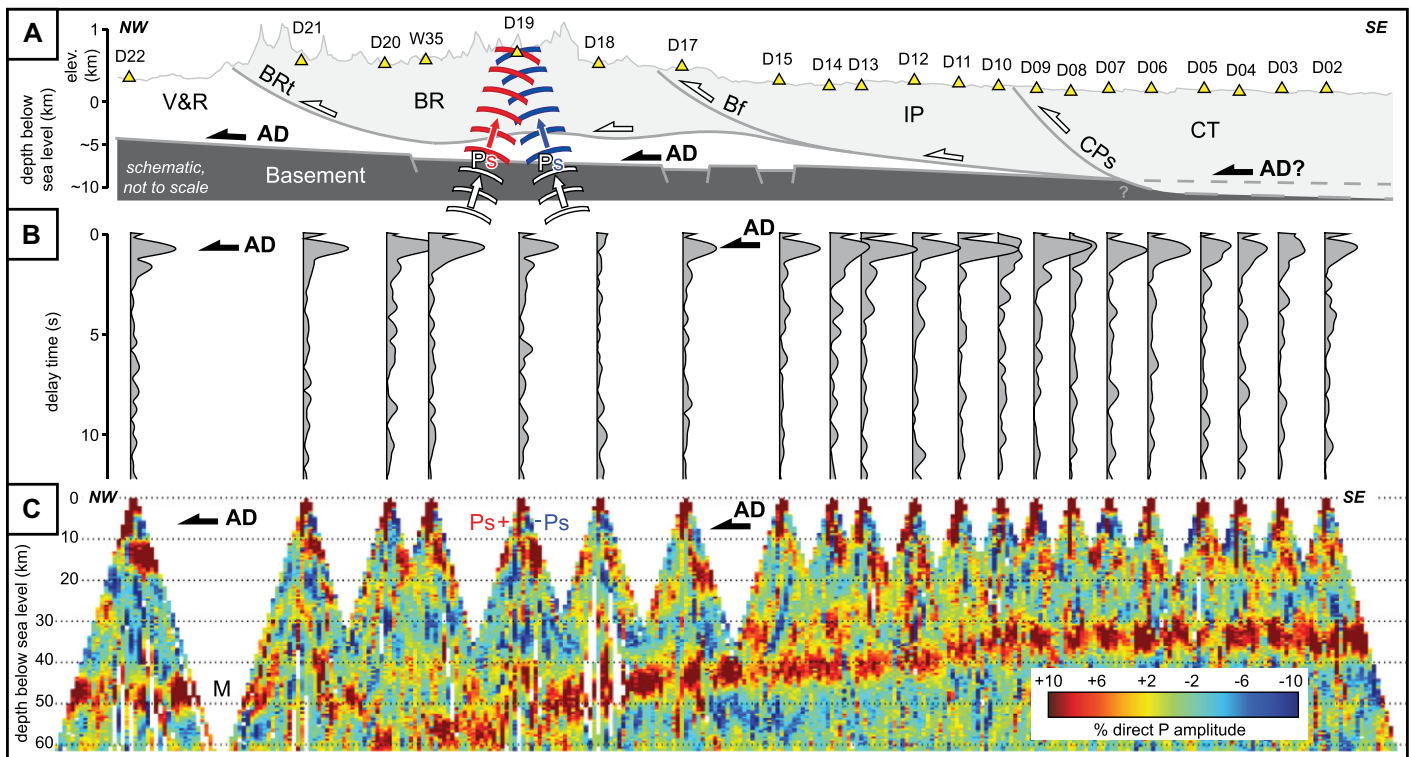 A
NW
SE
elev.
(km)
1
0
~5
~10
depth below
sea level (km)
D22
D21
D20
W35
D19
D18
D17
D15
D14
D13
D12
D11
D10
D09
D08
D07
D06
D05
D04
D03
D02
V&R
BRt
BR
Bf
IP
CPs
CT
AD
AD
AD?
Ps
Ps
schematic,
not to scale
Basement
?
B
AD
AD
delay time (s)
0
5
10
C
NW
SE
AD
Ps+
-Ps
AD
depth below sea level (km)
0
10
20
30
40
50
60
M
+10
+6
+2
-2
-6
-10
% direct P amplitude